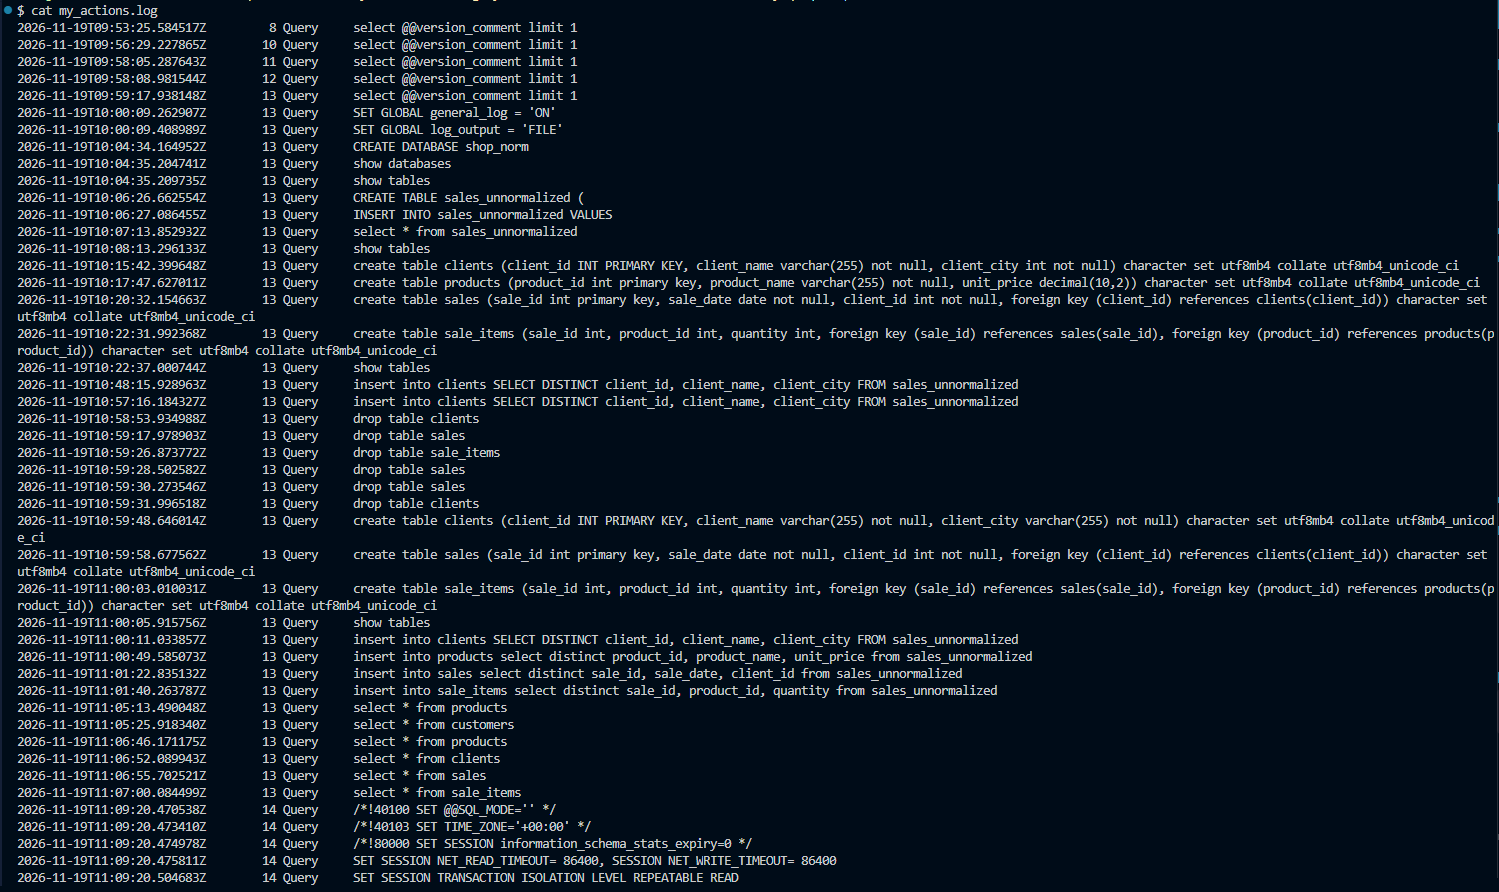 $ cat my_actions.log
2026-11-19T09:53:25.584517Z        8 Query     select @@version_comment limit 1
2026-11-19T09:56:29.227865Z       10 Query     select @@version_comment limit 1
2026-11-19T09:58:05.287643Z       11 Query     select @@version_comment limit 1
2026-11-19T09:58:08.981544Z       12 Query     select @@version_comment limit 1
2026-11-19T09:59:17.938148Z       13 Query     select @@version_comment limit 1
2026-11-19T10:00:09.262907Z       13 Query     SET GLOBAL general_log = 'ON'
2026-11-19T10:00:09.408989Z       13 Query     SET GLOBAL log_output = 'FILE'
2026-11-19T10:04:34.164952Z       13 Query     CREATE DATABASE shop_norm
2026-11-19T10:04:35.204741Z       13 Query     show databases
2026-11-19T10:04:35.209735Z       13 Query     show tables
2026-11-19T10:06:26.662554Z       13 Query     CREATE TABLE sales_unnormalized (
2026-11-19T10:06:27.086455Z       13 Query     INSERT INTO sales_unnormalized VALUES
2026-11-19T10:07:13.852932Z       13 Query     select * from sales_unnormalized
2026-11-19T10:08:13.296133Z       13 Query     show tables
2026-11-19T10:15:42.399648Z       13 Query     create table clients (client_id INT PRIMARY KEY, client_name varchar(255) not null, client_city int not null) character set utf8mb4 collate utf8mb4_unicode_ci
2026-11-19T10:17:47.627011Z       13 Query     create table products (product_id int primary key, product_name varchar(255) not null, unit_price decimal(10,2)) character set utf8mb4 collate utf8mb4_unicode_ci
2026-11-19T10:20:32.154663Z       13 Query     create table sales (sale_id int primary key, sale_date date not null, client_id int not null, foreign key (client_id) references clients(client_id)) character set
utf8mb4 collate utf8mb4_unicode_ci
2026-11-19T10:22:31.992368Z       13 Query     create table sale_items (sale_id int, product_id int, quantity int, foreign key (sale_id) references sales(sale_id), foreign key (product_id) references products(p
roduct_id)) character set utf8mb4 collate utf8mb4_unicode_ci
2026-11-19T10:22:37.000744Z       13 Query     show tables
2026-11-19T10:48:15.928963Z       13 Query     insert into clients SELECT DISTINCT client_id, client_name, client_city FROM sales_unnormalized
2026-11-19T10:57:16.184327Z       13 Query     insert into clients SELECT DISTINCT client_id, client_name, client_city FROM sales_unnormalized
2026-11-19T10:58:53.934988Z       13 Query     drop table clients
2026-11-19T10:59:17.978903Z       13 Query     drop table sales
2026-11-19T10:59:26.873772Z       13 Query     drop table sale_items
2026-11-19T10:59:28.502582Z       13 Query     drop table sales
2026-11-19T10:59:30.273546Z       13 Query     drop table sales
2026-11-19T10:59:31.996518Z       13 Query     drop table clients
2026-11-19T10:59:48.646014Z       13 Query     create table clients (client_id INT PRIMARY KEY, client_name varchar(255) not null, client_city varchar(255) not null) character set utf8mb4 collate utf8mb4_unicod
e_ci
2026-11-19T10:59:58.677562Z       13 Query     create table sales (sale_id int primary key, sale_date date not null, client_id int not null, foreign key (client_id) references clients(client_id)) character set
utf8mb4 collate utf8mb4_unicode_ci
2026-11-19T11:00:03.010031Z       13 Query     create table sale_items (sale_id int, product_id int, quantity int, foreign key (sale_id) references sales(sale_id), foreign key (product_id) references products(p
roduct_id)) character set utf8mb4 collate utf8mb4_unicode_ci
2026-11-19T11:00:05.915756Z       13 Query     show tables
2026-11-19T11:00:11.033857Z       13 Query     insert into clients SELECT DISTINCT client_id, client_name, client_city FROM sales_unnormalized
2026-11-19T11:00:49.585073Z       13 Query     insert into products select distinct product_id, product_name, unit_price from sales_unnormalized
2026-11-19T11:01:22.835132Z       13 Query     insert into sales select distinct sale_id, sale_date, client_id from sales_unnormalized
2026-11-19T11:01:40.263787Z       13 Query     insert into sale_items select distinct sale_id, product_id, quantity from sales_unnormalized
2026-11-19T11:05:13.490048Z       13 Query     select * from products
2026-11-19T11:05:25.918340Z       13 Query     select * from customers
2026-11-19T11:06:46.171175Z       13 Query     select * from products
2026-11-19T11:06:52.089943Z       13 Query     select * from clients
2026-11-19T11:06:55.702521Z       13 Query     select * from sales
2026-11-19T11:07:00.084499Z       13 Query     select * from sale_items
2026-11-19T11:09:20.470538Z       14 Query     /*!40100 SET @@SQL_MODE='' */
2026-11-19T11:09:20.473410Z       14 Query     /*!40103 SET TIME_ZONE='+00:00' */
2026-11-19T11:09:20.474978Z       14 Query     /*!80000 SET SESSION information_schema_stats_expiry=0 */
2026-11-19T11:09:20.475811Z       14 Query     SET SESSION NET_READ_TIMEOUT= 86400, SESSION NET_WRITE_TIMEOUT= 86400
2026-11-19T11:09:20.504683Z       14 Query     SET SESSION TRANSACTION ISOLATION LEVEL REPEATABLE READ